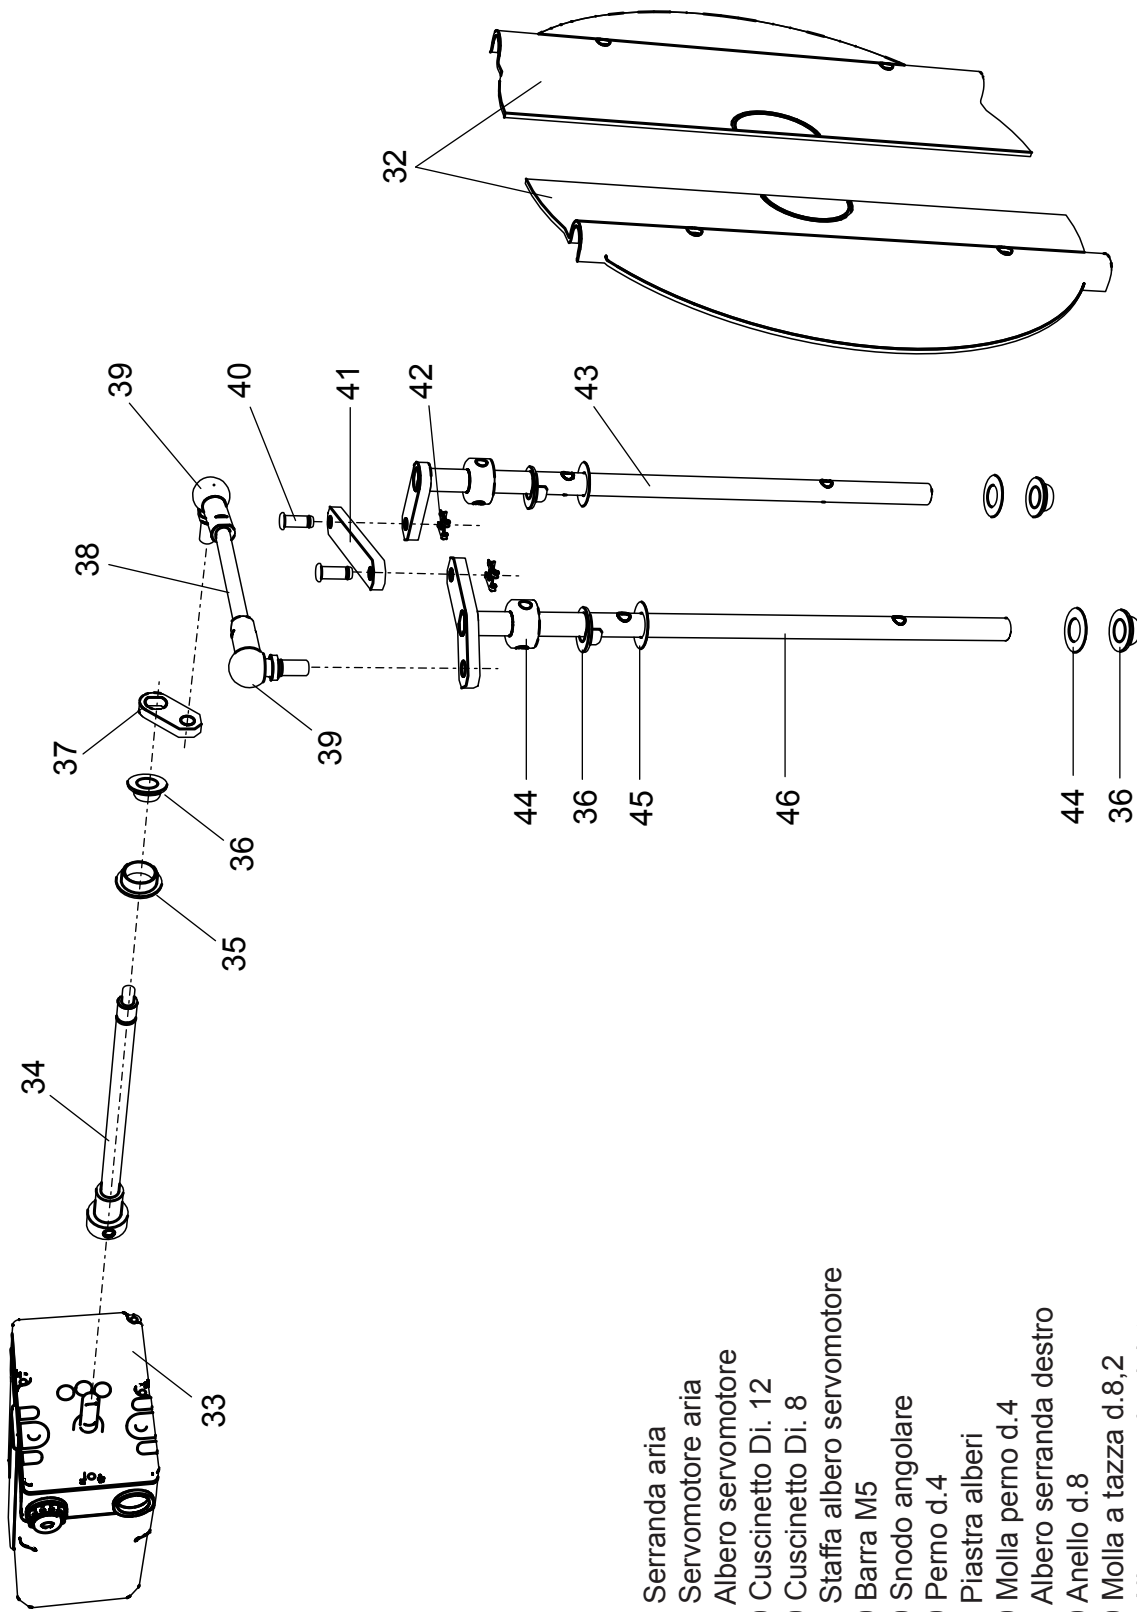 32
39
40
41
42
43
38
39
37
36
44
36
45
46
44
36
35
34
33
Serranda aria
Servomotore aria
Albero servomotore
Cuscinetto Di. 12
Cuscinetto Di. 8
Staffa albero servomotore
Barra M5
Snodo angolare
Perno d.4
Piastra alberi
Molla perno d.4
Albero serranda destro
Anello d.8
Molla a tazza d.8,2